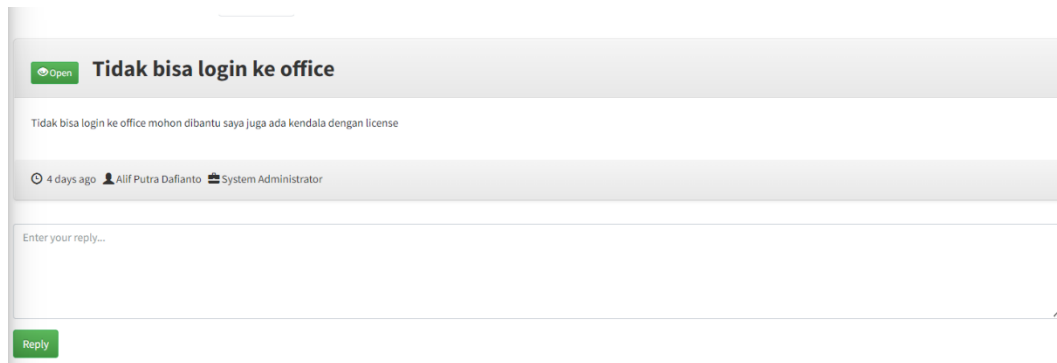 Open Tidak bisa login ke office
Tidak bisa login ke office mohon dibantu saya juga ada kendala dengan license
4 days ago Alif Putra Dafianto System Administrator
Enter your reply...
Reply